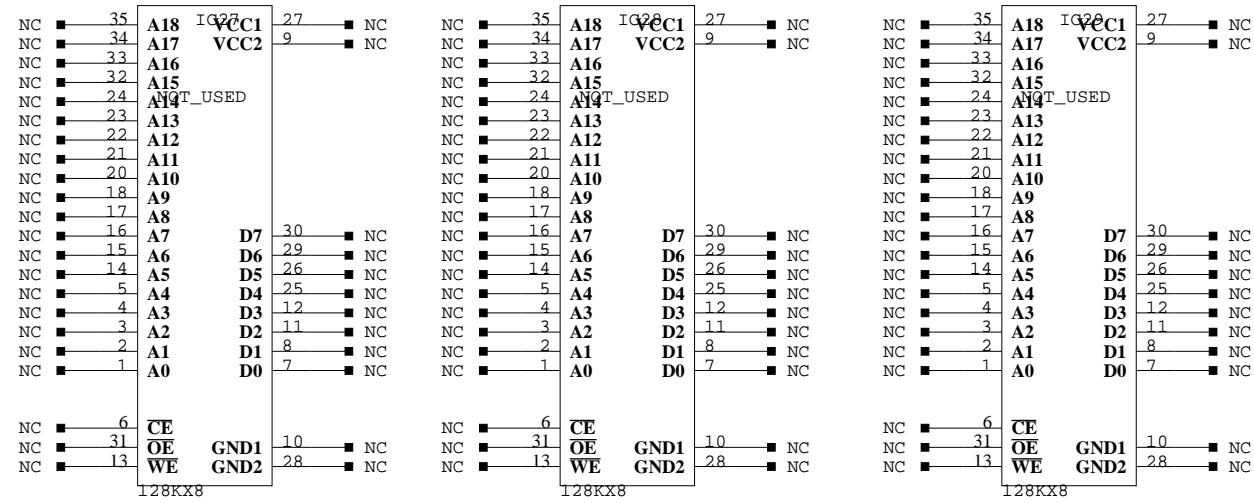 NC 35 A18 IG27 VCC1 27 NC NC 35 A18 IG28 VCC1 27 NC NC 35 A18 IG29 VCC1 27 NC
NC 34 A17 VCC2 9 NC NC 34 A17 VCC2 9 NC NC 34 A17 VCC2 9 NC
NC 33 A16 NC 33 A16 NC 33 A16
NC 32 A15 NC 32 A15 NC 32 A15
NC 24 A14 NOT_USED NC 24 A14 NOT_USED NC 24 A14 NOT_USED
NC 23 A13 NC 23 A13 NC 23 A13
NC 22 A12 NC 22 A12 NC 22 A12
NC 21 A11 NC 21 A11 NC 21 A11
NC 20 A10 NC 20 A10 NC 20 A10
NC 18 A9 NC 18 A9 NC 18 A9
NC 17 A8 NC 17 A8 NC 17 A8
NC 16 A7 D7 30 NC NC 16 A7 D7 30 NC NC 16 A7 D7 30 NC
NC 15 A6 D6 29 NC NC 15 A6 D6 29 NC NC 15 A6 D6 29 NC
NC 14 A5 D5 26 NC NC 14 A5 D5 26 NC NC 14 A5 D5 26 NC
NC 5 A4 D4 25 NC NC 5 A4 D4 25 NC NC 5 A4 D4 25 NC
NC 4 A3 D3 12 NC NC 4 A3 D3 12 NC NC 4 A3 D3 12 NC
NC 3 A2 D2 11 NC NC 3 A2 D2 11 NC NC 3 A2 D2 11 NC
NC 2 A1 D1 8 NC NC 2 A1 D1 8 NC NC 2 A1 D1 8 NC
NC 1 A0 D0 7 NC NC 1 A0 D0 7 NC NC 1 A0 D0 7 NC
NC 6 CE NC 6 CE NC 6 CE
NC 31 OE GND1 10 NC NC 31 OE GND1 10 NC NC 31 OE GND1 10 NC
NC 13 WE GND2 28 NC NC 13 WE GND2 28 NC NC 13 WE GND2 28 NC
128KX8 128KX8 128KX8